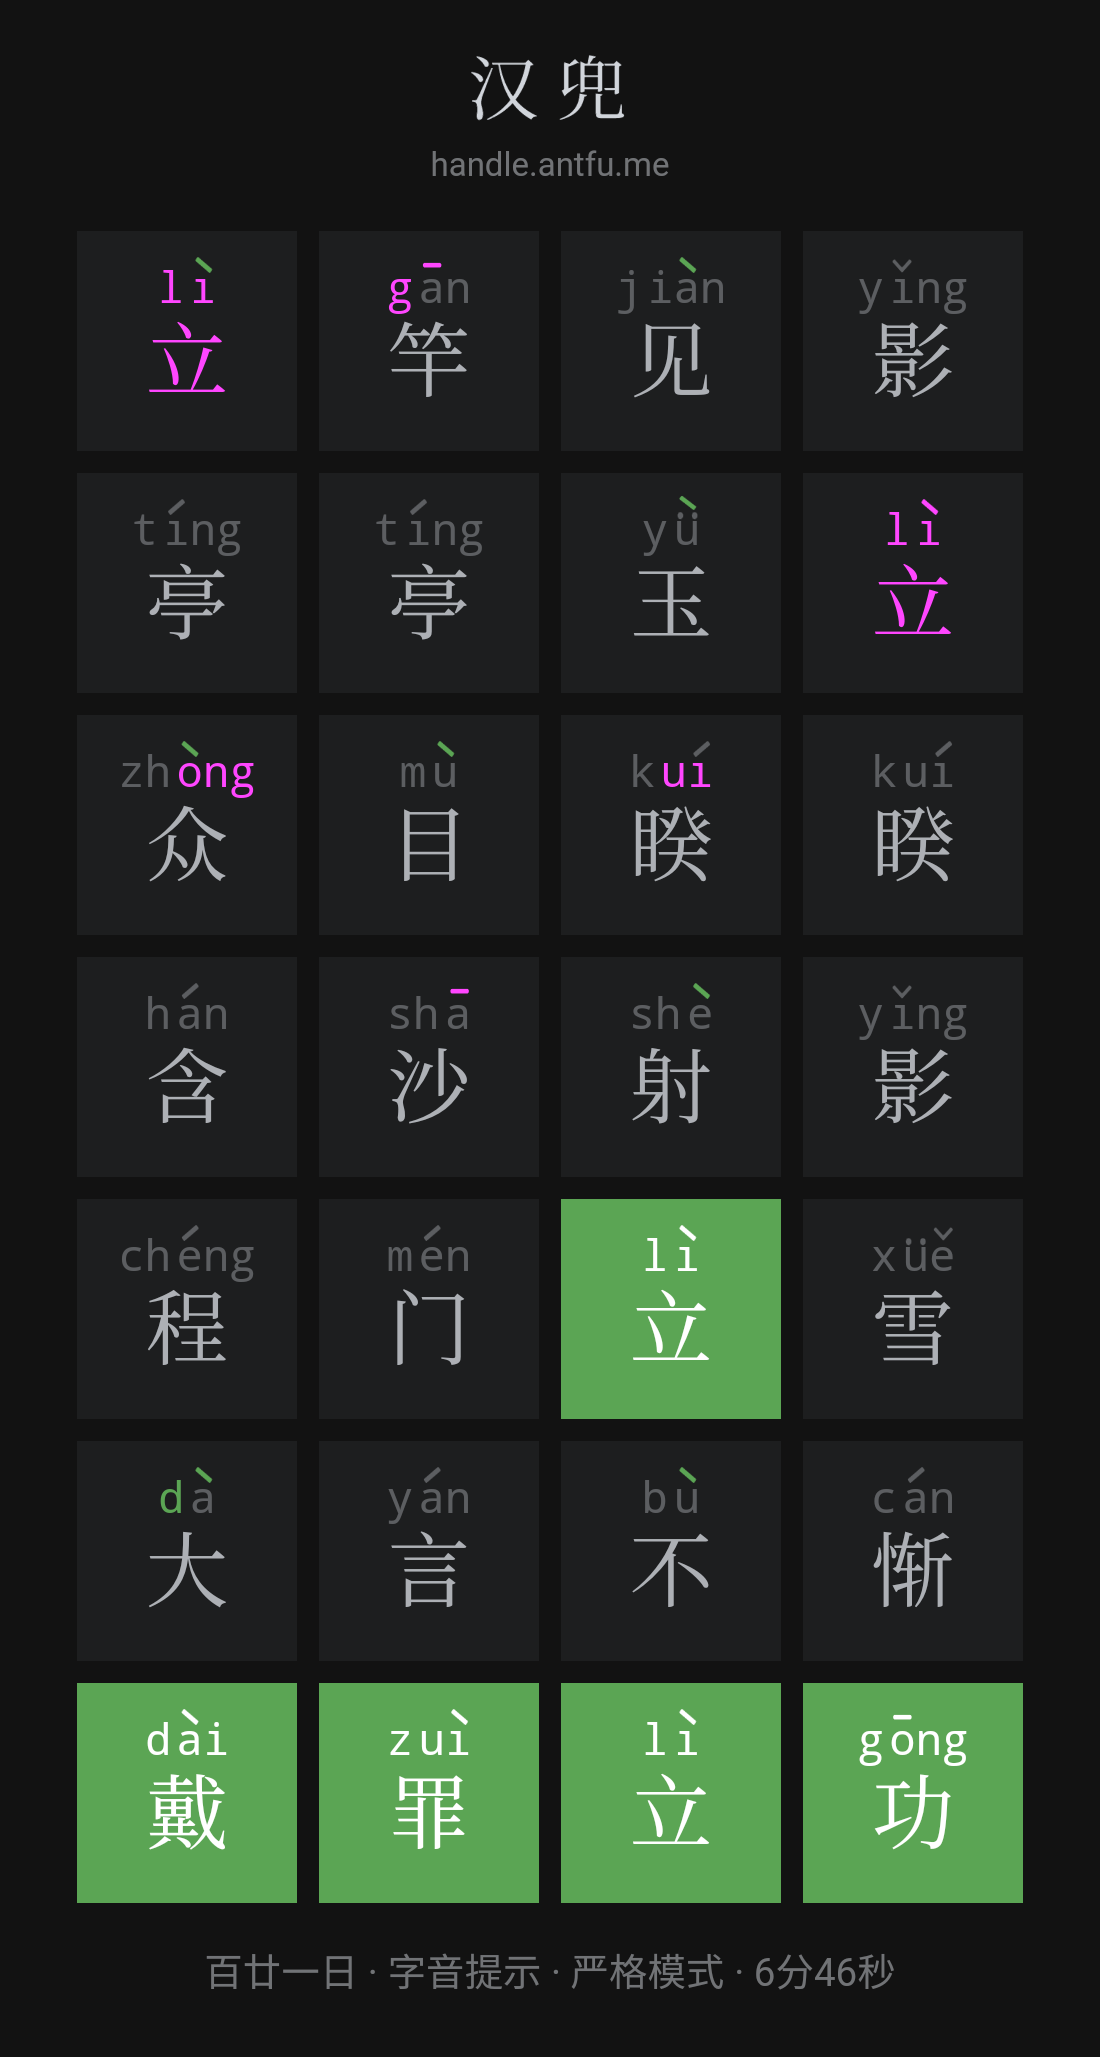 汉兜
handle.antfu.me
lì gān jiàn yǐng
立 竿 见 影
tíng tíng yǜ lì
亭 亭 玉 立
zhòng mù kuí kuí
众 目 睽 睽
hán shā shè yǐng
含 沙 射 影
chéng mén lì xüě
程 门 立 雪
dà yán bù cán
大 言 不 惭
dài zuì lì gōng
戴 罪 立 功
百廿一日 · 字音提示 · 严格模式 · 6分46秒